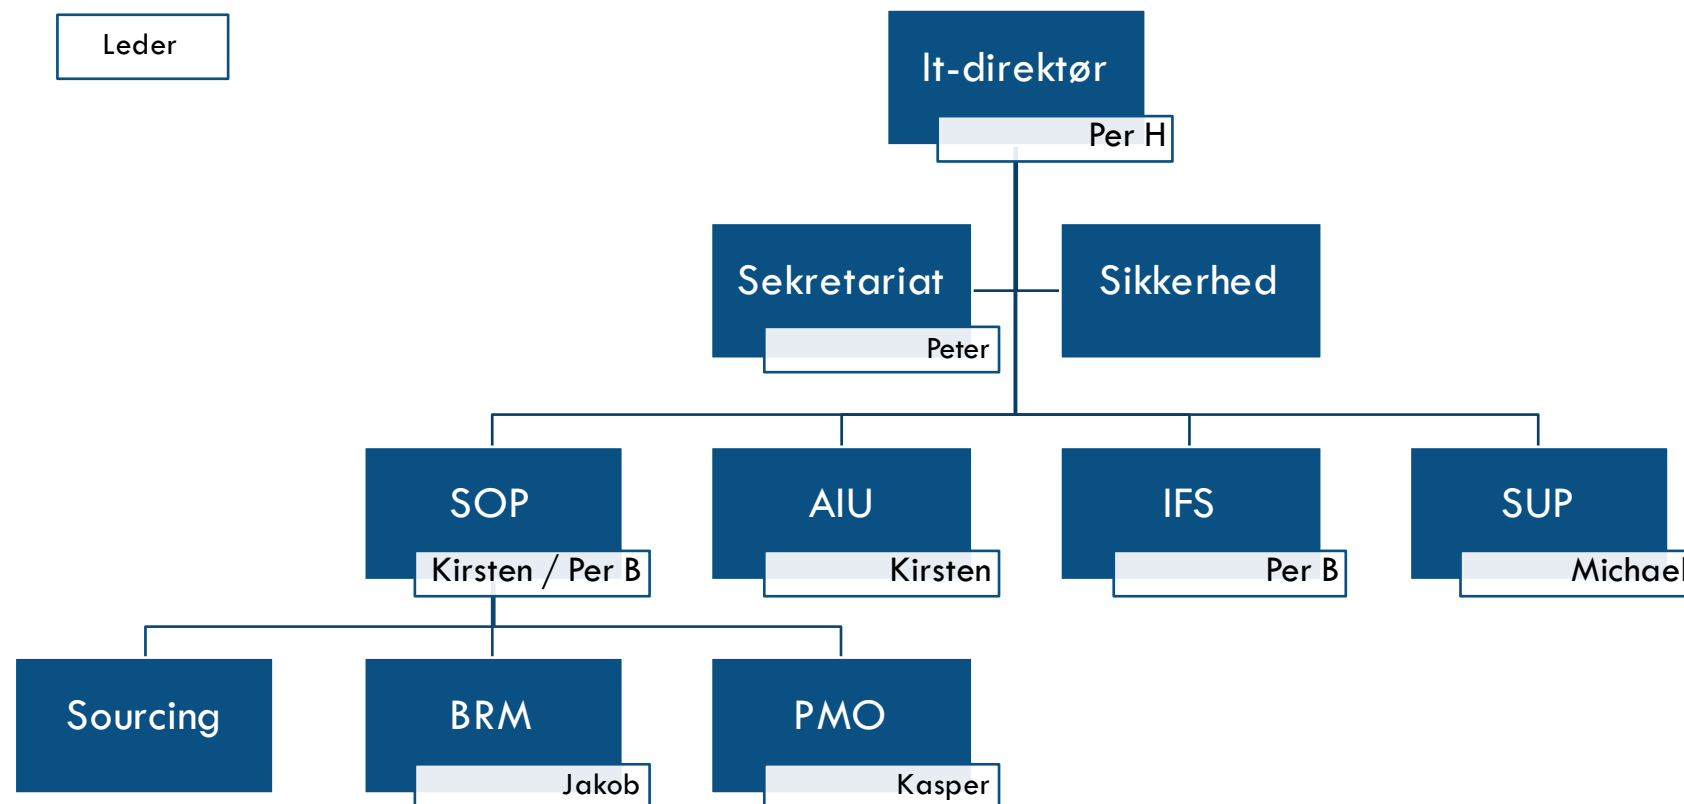 Leder
It-direktør
Per H
Sekretariat
Peter
Sikkerhed
SOP
Kirsten / Per B
AIU
Kirsten
IFS
Per B
SUP
Michael
Sourcing
BRM
Jakob
PMO
Kasper